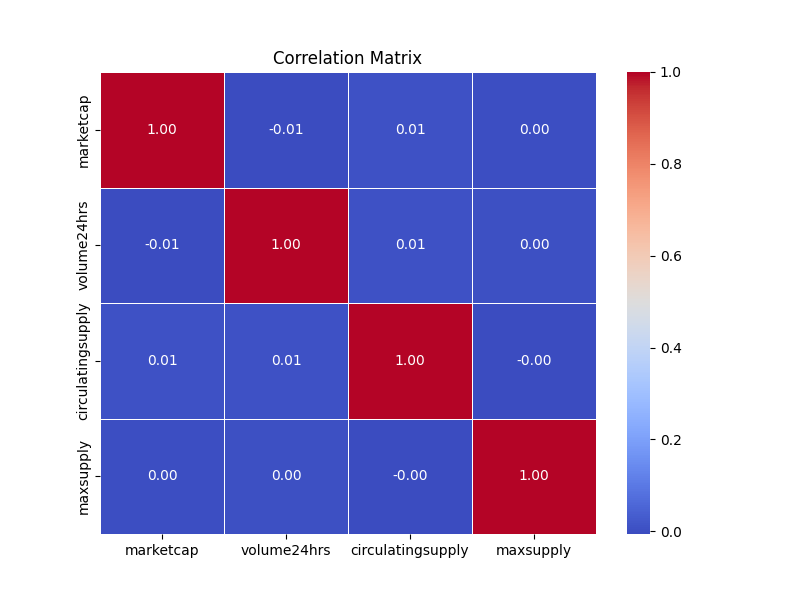 Correlation Matrix
marketcap 1.00 -0.01 0.01 0.00
volume24hrs -0.01 1.00 0.01 0.00
circulatingsupply 0.01 0.01 1.00 -0.00
maxsupply 0.00 0.00 -0.00 1.00
marketcap volume24hrs circulatingsupply maxsupply
1.0
0.8
0.6
0.4
0.2
0.0